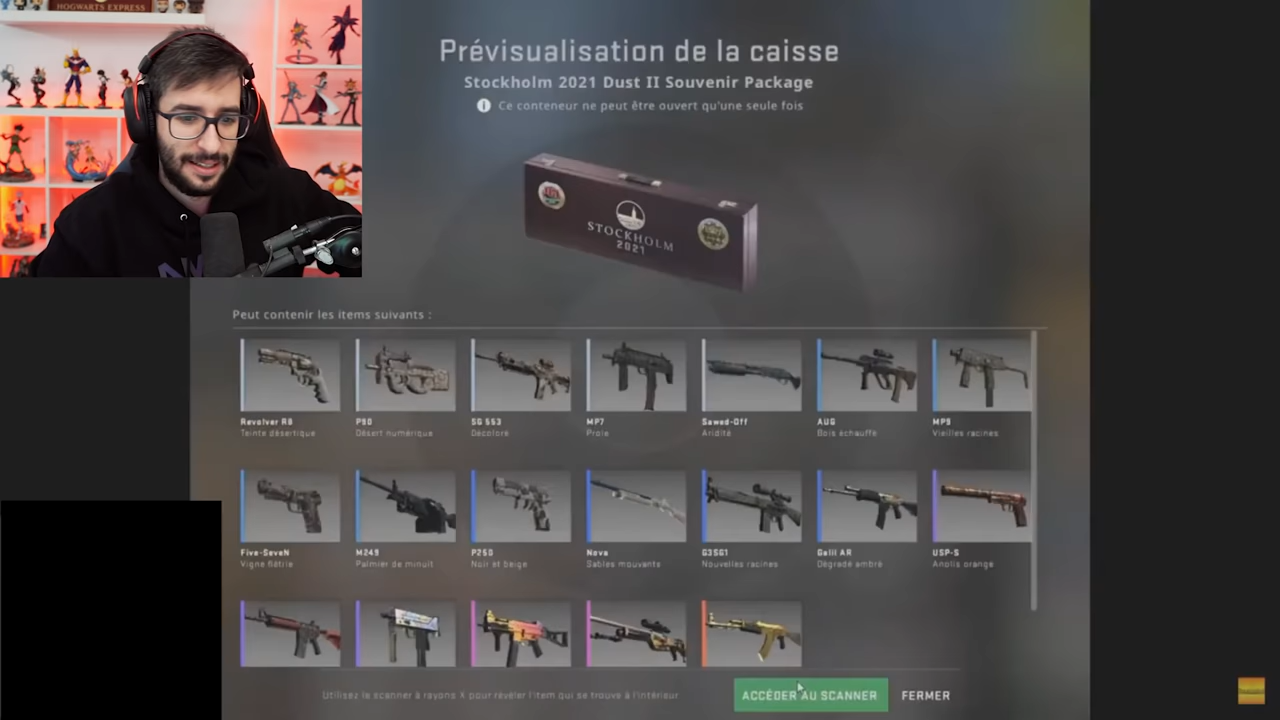 HOGWARTS EXPRESS
Prévisualisation de la caisse
Stockholm 2021 Dust II Souvenir Package
Ce conteneur ne peut être ouvert qu'une seule fois
STOCKHOLM
2021
Peut contenir les items suivants :
Revolver R8
Teinte désertique
P90
Désert numérique
SG 553
Décoloré
MP7
Proie
Sawed-Off
Aridité
AUG
Bois échauffé
MP9
Vieilles racines
Five-SeveN
Vigne flétrie
M249
Palmier de minuit
P250
Noir et beige
Nova
Sables mouvants
G3SG1
Nouvelles racines
Galil AR
Dégradé ambré
USP-S
Anolis orange
Utilisez le scanner à rayons X pour révéler l'item qui se trouve à l'intérieur
ACCÉDER AU SCANNER
FERMER